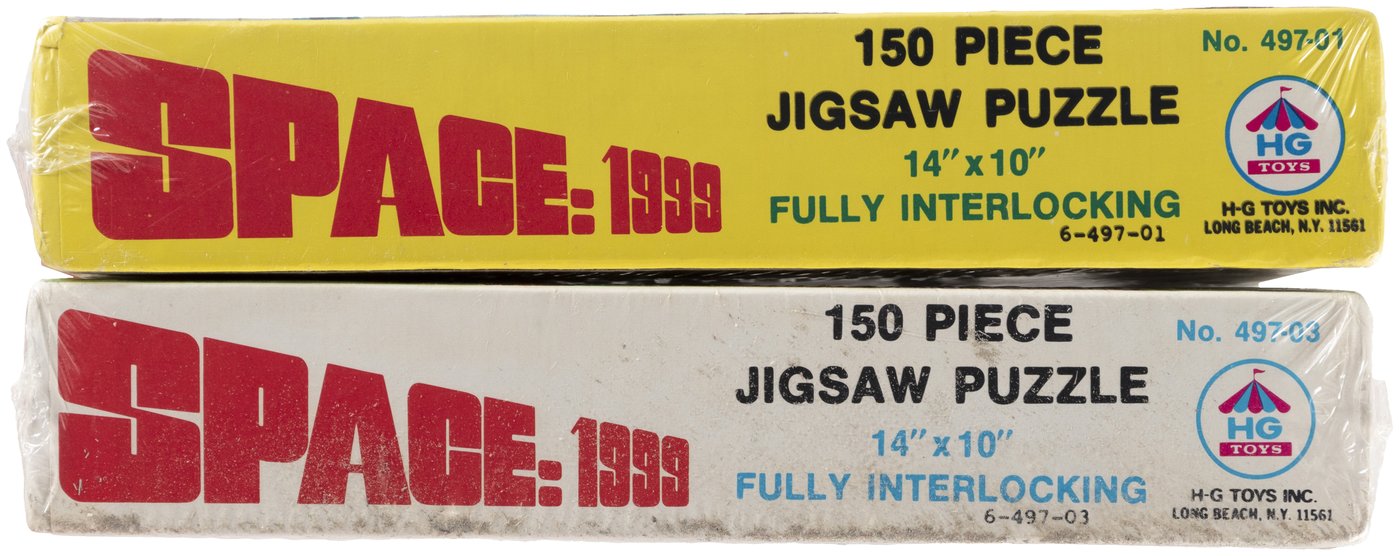 SPACE: 1999
150 PIECE
JIGSAW PUZZLE
14" x 10"
FULLY INTERLOCKING
6-497-01
No. 497-01
HG
TOYS
H-G TOYS INC.
LONG BEACH, N.Y. 11561
SPACE: 1999
150 PIECE
JIGSAW PUZZLE
14" x 10"
FULLY INTERLOCKING
6-497-03
No. 497-03
HG
TOYS
H-G TOYS INC.
LONG BEACH, N.Y. 11561